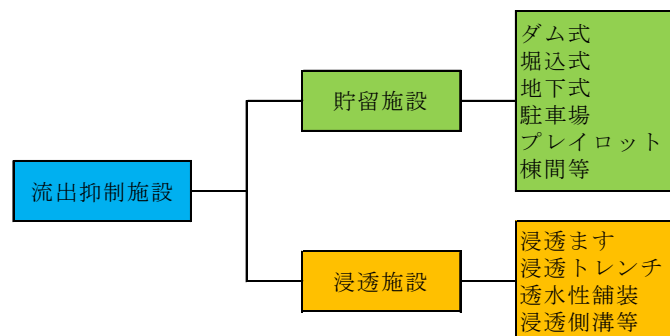 流出抑制施設
貯留施設
ダム式
堀込式
地下式
駐車場
プレイロット
棟間等
浸透施設
浸透ます
浸透トレンチ
透水性舗装
浸透側溝等